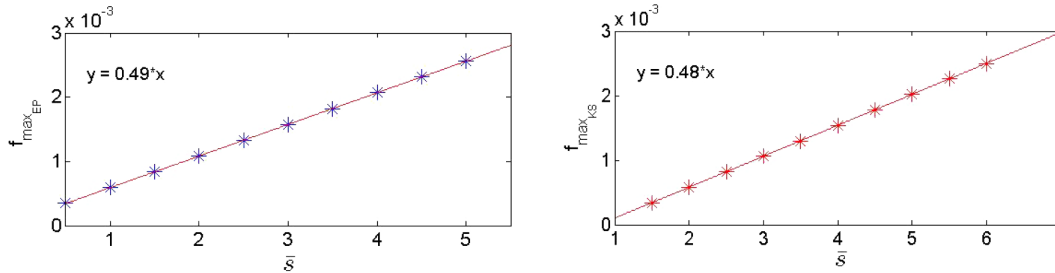 x 10⁻³
3
2
1
0
f_max_EP
y = 0.49*x
1 2 3 4 5
s̄
x 10⁻³
3
2
1
0
f_max_KS
y = 0.48*x
1 2 3 4 5 6
s̄